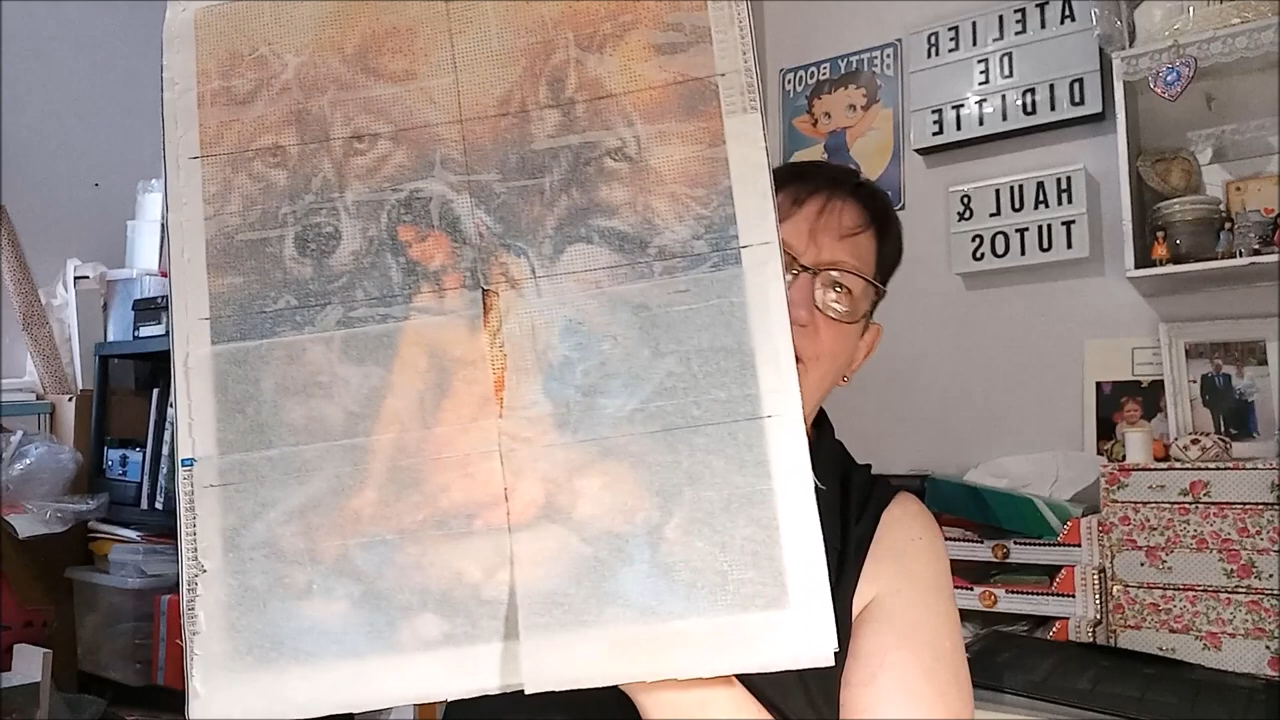 BETTY BOOP
ATELIER
DE
DIDITTE
HAUL &
TUTOS